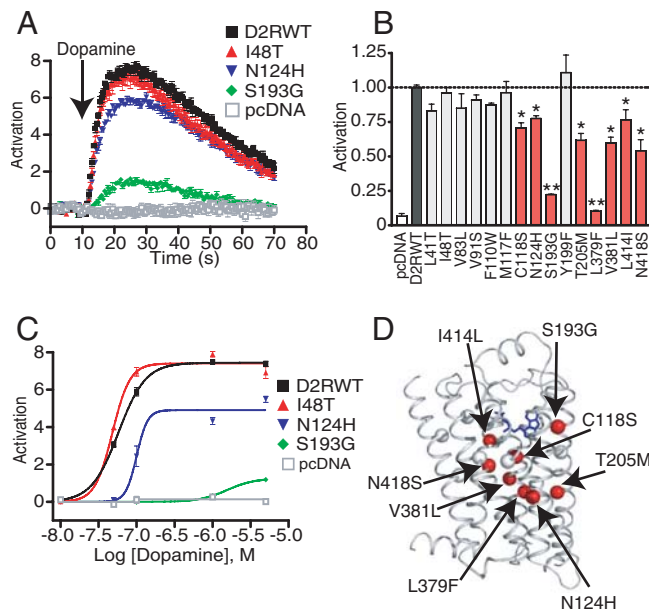 A
Dopamine
D2RWT
I48T
N124H
S193G
pcDNA
Activation
8
6
4
2
0
0 10 20 30 40 50 60 70
Time (s)
B
Activation
1.25
1.00
0.75
0.50
0.25
0
* * ** * ** * * *
pcDNA
D2RWT
L41T
I48T
V83L
V91S
F110W
M117F
C118S
N124H
S193G
Y199F
T205M
L379F
V381L
L414I
N418S
C
Activation
8
6
4
2
0
-8.0 -7.5 -7.0 -6.5 -6.0 -5.5 -5.0
Log [Dopamine], M
D2RWT
I48T
N124H
S193G
pcDNA
D
I414L
S193G
C118S
N418S
T205M
V381L
L379F
N124H